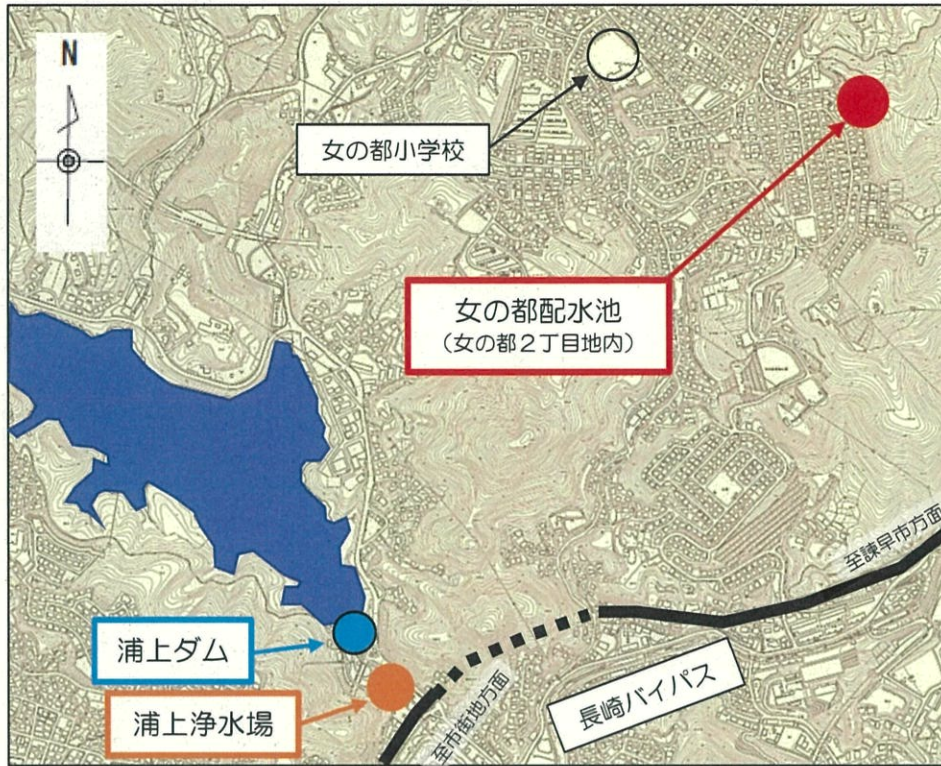 N
女の都小学校
女の都配水池
（女の都２丁目地内）
至諫早市方面
浦上ダム
長崎バイパス
浦上浄水場
至市街地方面